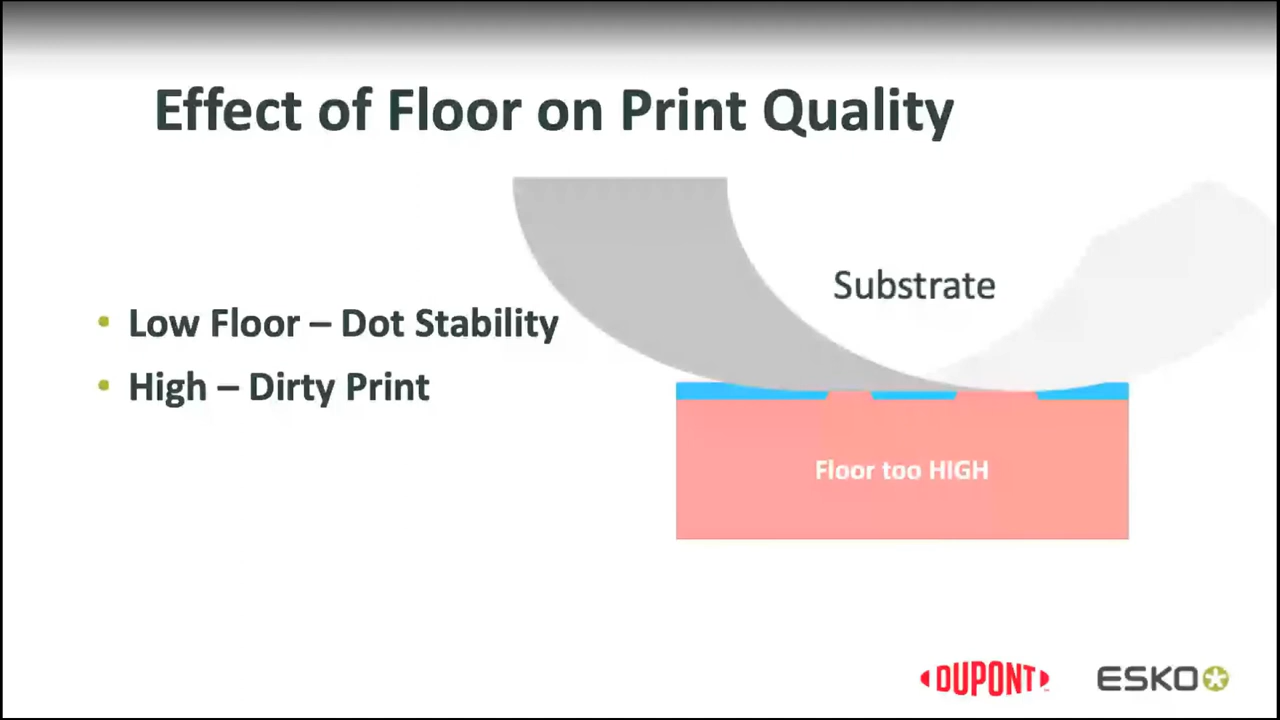 Effect of Floor on Print Quality
Substrate
• Low Floor – Dot Stability
• High – Dirty Print
Floor too HIGH
DUPONT
ESKO